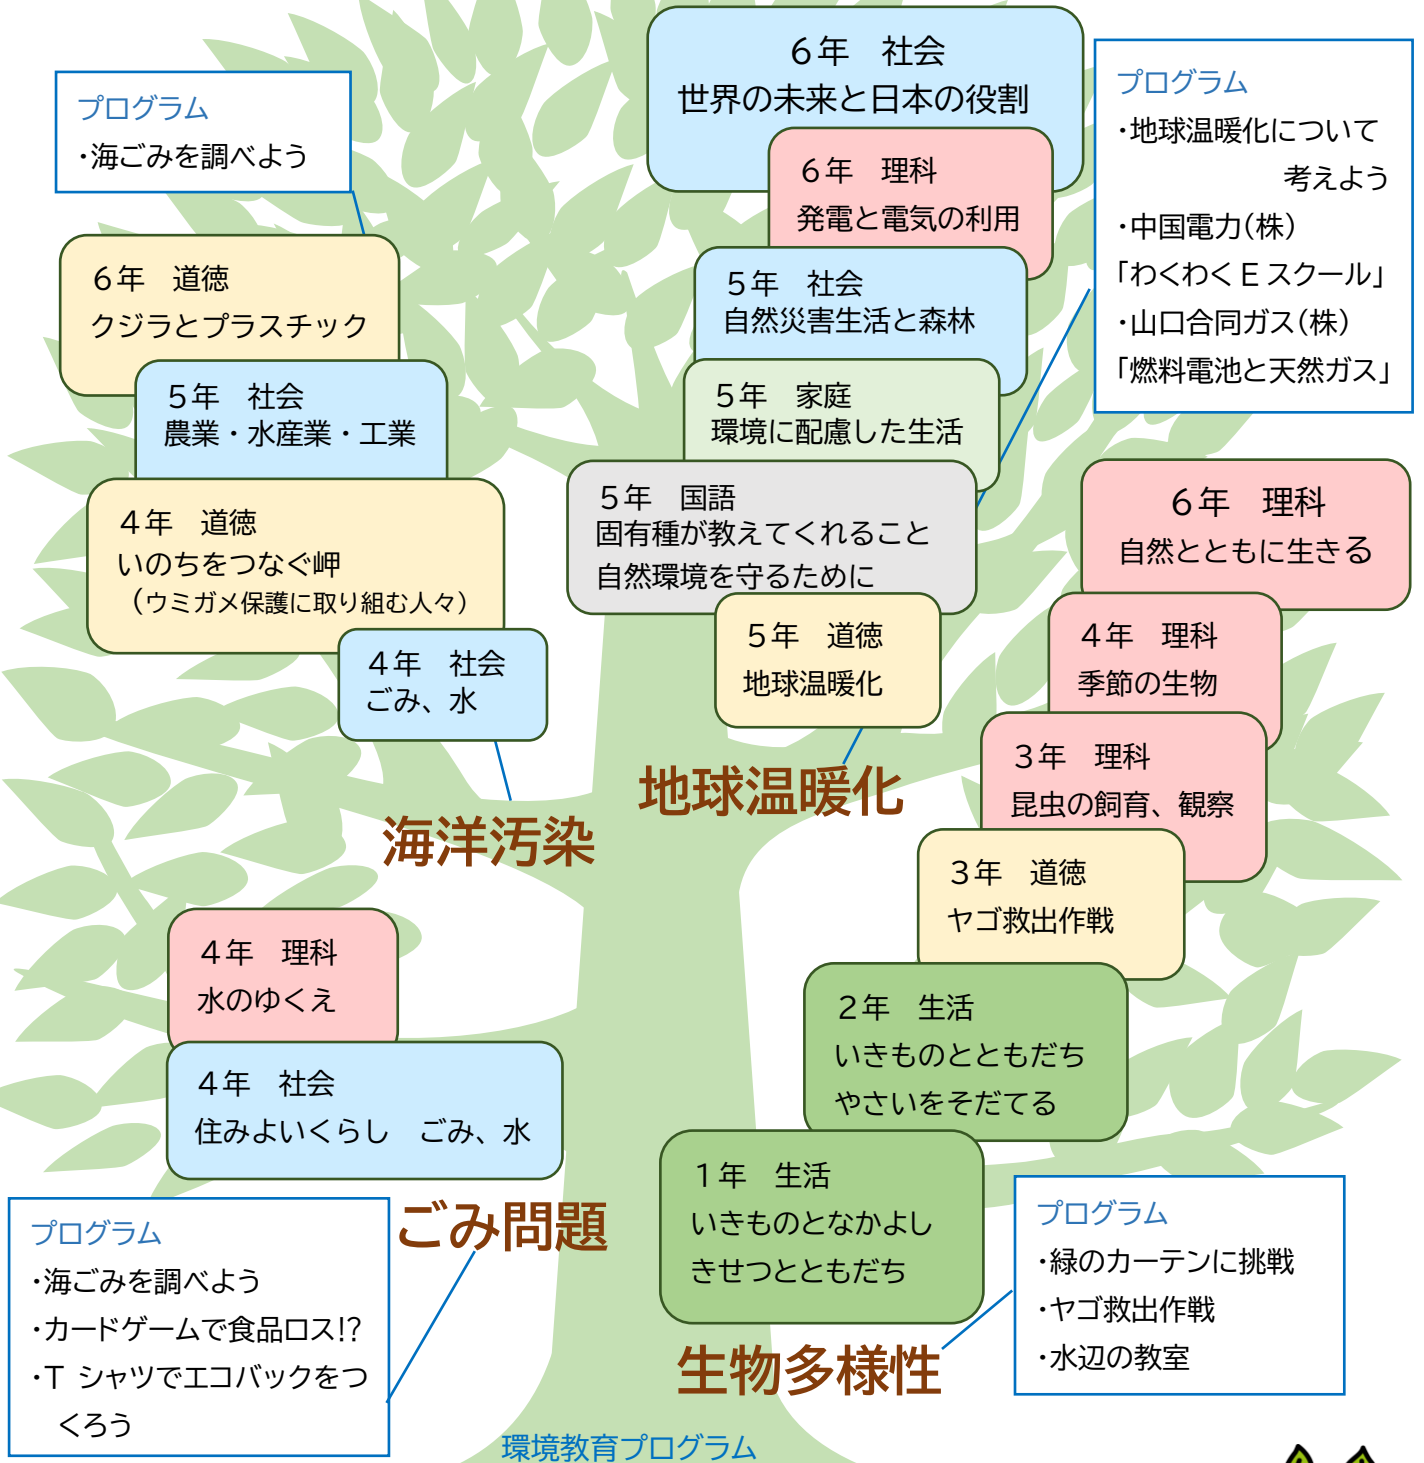 プログラム
・海ごみを調べよう
6年　道徳
クジラとプラスチック
5年　社会
農業・水産業・工業
4年　道徳
いのちをつなぐ岬
（ウミガメ保護に取り組む人々）
4年　社会
ごみ、水
海洋汚染
6年　社会
世界の未来と日本の役割
6年　理科
発電と電気の利用
5年　社会
自然災害生活と森林
5年　家庭
環境に配慮した生活
5年　国語
固有種が教えてくれること
自然環境を守るために
5年　道徳
地球温暖化
地球温暖化
プログラム
・地球温暖化について
考えよう
・中国電力(株)
「わくわくEスクール」
・山口合同ガス(株)
「燃料電池と天然ガス」
6年　理科
自然とともに生きる
4年　理科
季節の生物
3年　理科
昆虫の飼育、観察
3年　道徳
ヤゴ救出作戦
2年　生活
いきものとともだち
やさいをそだてる
1年　生活
いきものとなかよし
きせつとともだち
生物多様性
プログラム
・緑のカーテンに挑戦
・ヤゴ救出作戦
・水辺の教室
4年　理科
水のゆくえ
4年　社会
住みよいくらし　ごみ、水
ごみ問題
プログラム
・海ごみを調べよう
・カードゲームで食品ロス!?
・T シャツでエコバックをつ
くろう
環境教育プログラム